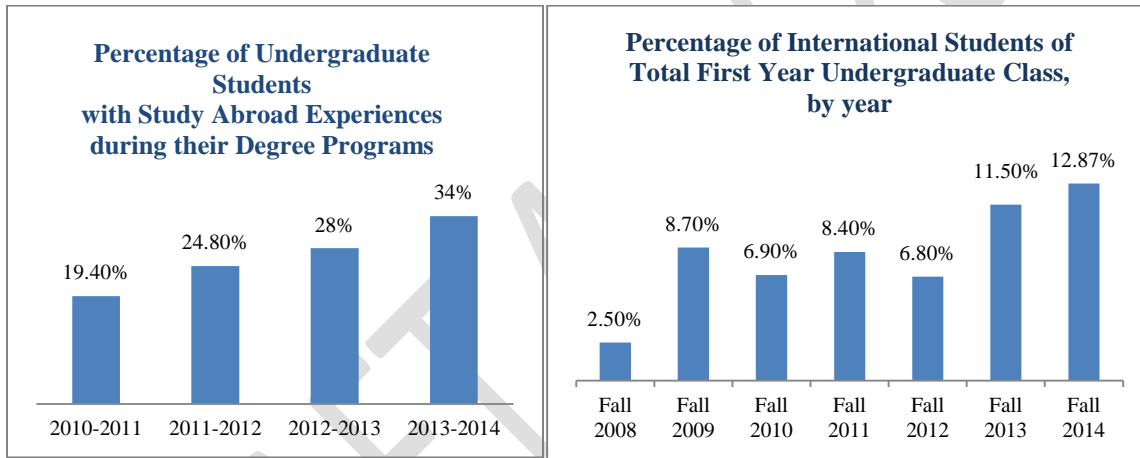 Percentage of Undergraduate
Students
with Study Abroad Experiences
during their Degree Programs
34%
28%
24.80%
19.40%
2010-2011 2011-2012 2012-2013 2013-2014
Percentage of International Students of
Total First Year Undergraduate Class,
by year
12.87%
11.50%
8.70%
8.40%
6.90%
6.80%
2.50%
Fall Fall Fall Fall Fall Fall Fall
2008 2009 2010 2011 2012 2013 2014